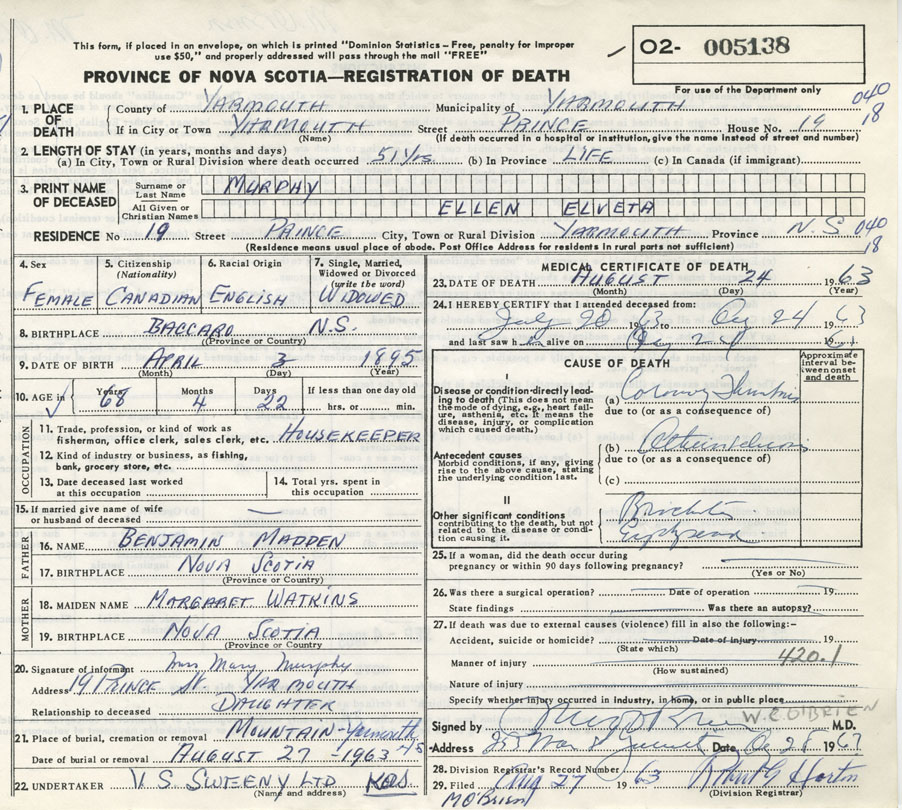 This form, if placed in an envelope, on which is printed "Dominion Statistics – Free, penalty for improper
use $50," and properly addressed will pass through the mail "FREE"
02- 005138
PROVINCE OF NOVA SCOTIA—REGISTRATION OF DEATH
For use of the Department only
1. PLACE OF DEATH County of YARMOUTH Municipality of YARMOUTH 040
If in City or Town YARMOUTH Street PRINCE House No. 19 18
(Name) (If death occurred in a hospital or institution, give the name instead of street and number)
2. LENGTH OF STAY (in years, months and days)
(a) In City, Town or Rural Division where death occurred 51 Yrs. (b) In Province LIFE (c) In Canada (if immigrant)
3. PRINT NAME OF DECEASED Surname or Last Name MURPHY
All Given or Christian Names ELLEN ELVETA
RESIDENCE No 19 Street PRINCE City, Town or Rural Division YARMOUTH Province N.S. 040
(Residence means usual place of abode. Post Office Address for residents in rural parts not sufficient) 18
4. Sex 5. Citizenship (Nationality) 6. Racial Origin 7. Single, Married, Widowed or Divorced (write the word)
FEMALE CANADIAN ENGLISH WIDOWED
8. BIRTHPLACE BACCARO N.S.
(Province or Country)
9. DATE OF BIRTH APRIL 3 1895
(Month) (Day) (Year)
10. AGE in Years Months Days If less than one day old
68 4 22 hrs. or min.
OCCUPATION
11. Trade, profession, or kind of work as
fisherman, office clerk, sales clerk, etc. HOUSEKEEPER
12. Kind of industry or business, as fishing,
bank, grocery store, etc.
13. Date deceased last worked at this occupation 14. Total yrs. spent in this occupation
15. If married give name of wife
or husband of deceased —
FATHER
16. NAME BENJAMIN MADDEN
17. BIRTHPLACE NOVA SCOTIA
(Province or Country)
MOTHER
18. MAIDEN NAME MARGARET WATKINS
19. BIRTHPLACE NOVA SCOTIA
(Province or Country)
20. Signature of informant Mrs Mary Murphy
Address 19 PRINCE St. YARMOUTH
Relationship to deceased DAUGHTER
21. Place of burial, cremation or removal MOUNTAIN - Yarmouth N/S
Date of burial or removal AUGUST 27 - 1963
22. UNDERTAKER V. S. SWEENY LTD
(Name and address)
MEDICAL CERTIFICATE OF DEATH
23. DATE OF DEATH AUGUST 24 1963
(Month) (Day) (Year)
24. I HEREBY CERTIFY that I attended deceased from:
July 20 1963 to Aug 24 1963
and last saw h alive on Aug 24 19
CAUSE OF DEATH
Approximate interval between onset and death
I
Disease or condition-directly leading to death (This does not mean
the mode of dying, e.g., heart failure, asthenia, etc. It means the
disease, injury, or complication
which caused death.)
(a) Coronary Thrombosis
due to (or as a consequence of)
Antecedent causes
Morbid conditions, if any, giving
rise to the above cause, stating
the underlying condition last.
(b)
due to (or as a consequence of)
(c)
II
Other significant conditions
contributing to the death, but not
related to the disease or condition causing it.
25. If a woman, did the death occur during
pregnancy or within 90 days following pregnancy?
(Yes or No)
26. Was there a surgical operation? Date of operation 19
State findings Was there an autopsy?
27. If death was due to external causes (violence) fill in also the following:-
Accident, suicide or homicide? Date of injury 19
(State which)
420.1
Manner of injury
(How sustained)
Nature of injury
Specify whether injury occurred in industry, in home, or in public place
Signed by W.C. O'BRIEN M.D.
Address Date 19
28. Division Registrar's Record Number
29. Filed Aug 27 1963 Robert G Horton
M O'Brien (Division Registrar)